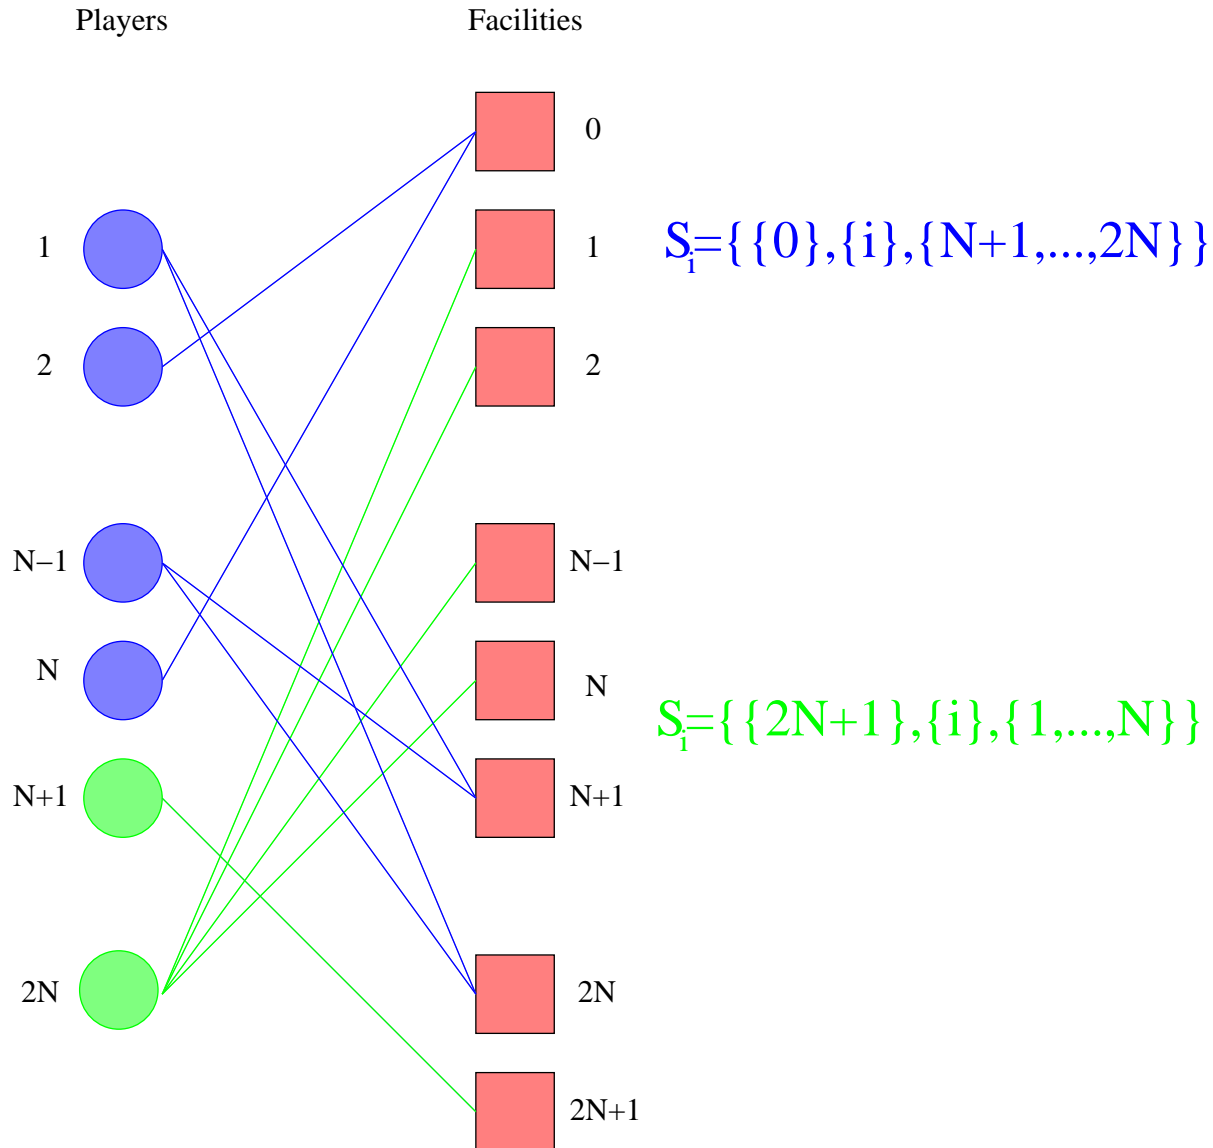 Players Facilities
0
1 1
S_i={{0},{i},{N+1,...,2N}}
2 2
N−1 N−1
N N
S_i={{2N+1},{i},{1,...,N}}
N+1 N+1
2N 2N
2N+1